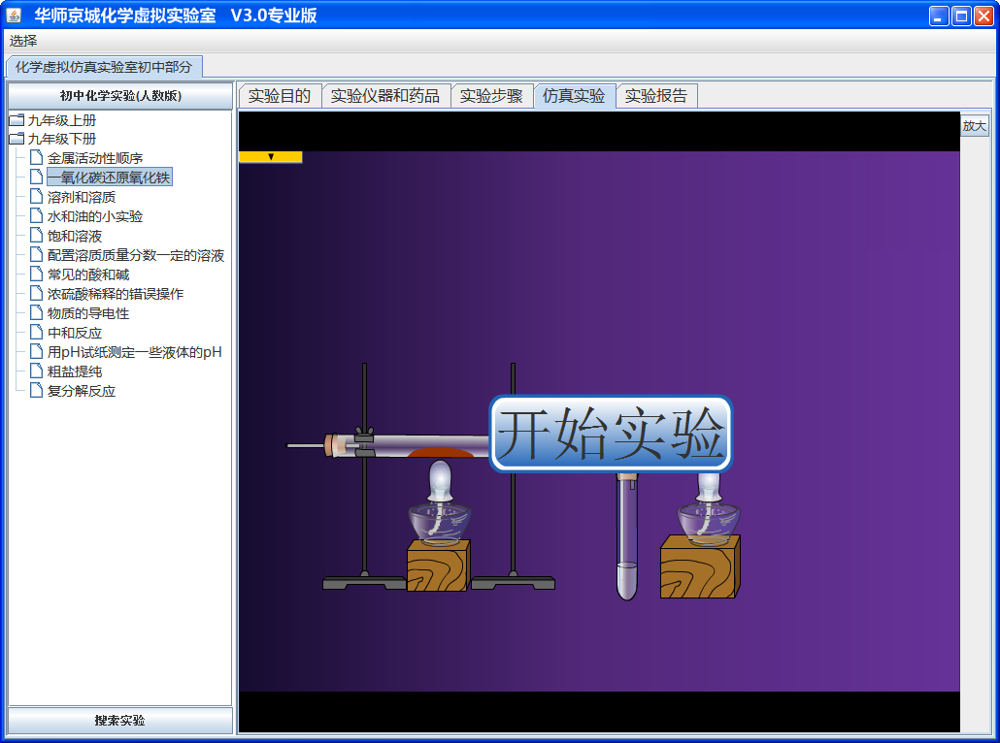 华师京城化学虚拟实验室 V3.0专业版
选择
化学虚拟仿真实验室初中部分
初中化学实验(人教版)
九年级上册
九年级下册
金属活动性顺序
一氧化碳还原氧化铁
溶剂和溶质
水和油的小实验
饱和溶液
配置溶质质量分数一定的溶液
常见的酸和碱
浓硫酸稀释的错误操作
物质的导电性
中和反应
用pH试纸测定一些液体的pH
粗盐提纯
复分解反应
搜索实验
实验目的 实验仪器和药品 实验步骤 仿真实验 实验报告
放大
开始实验